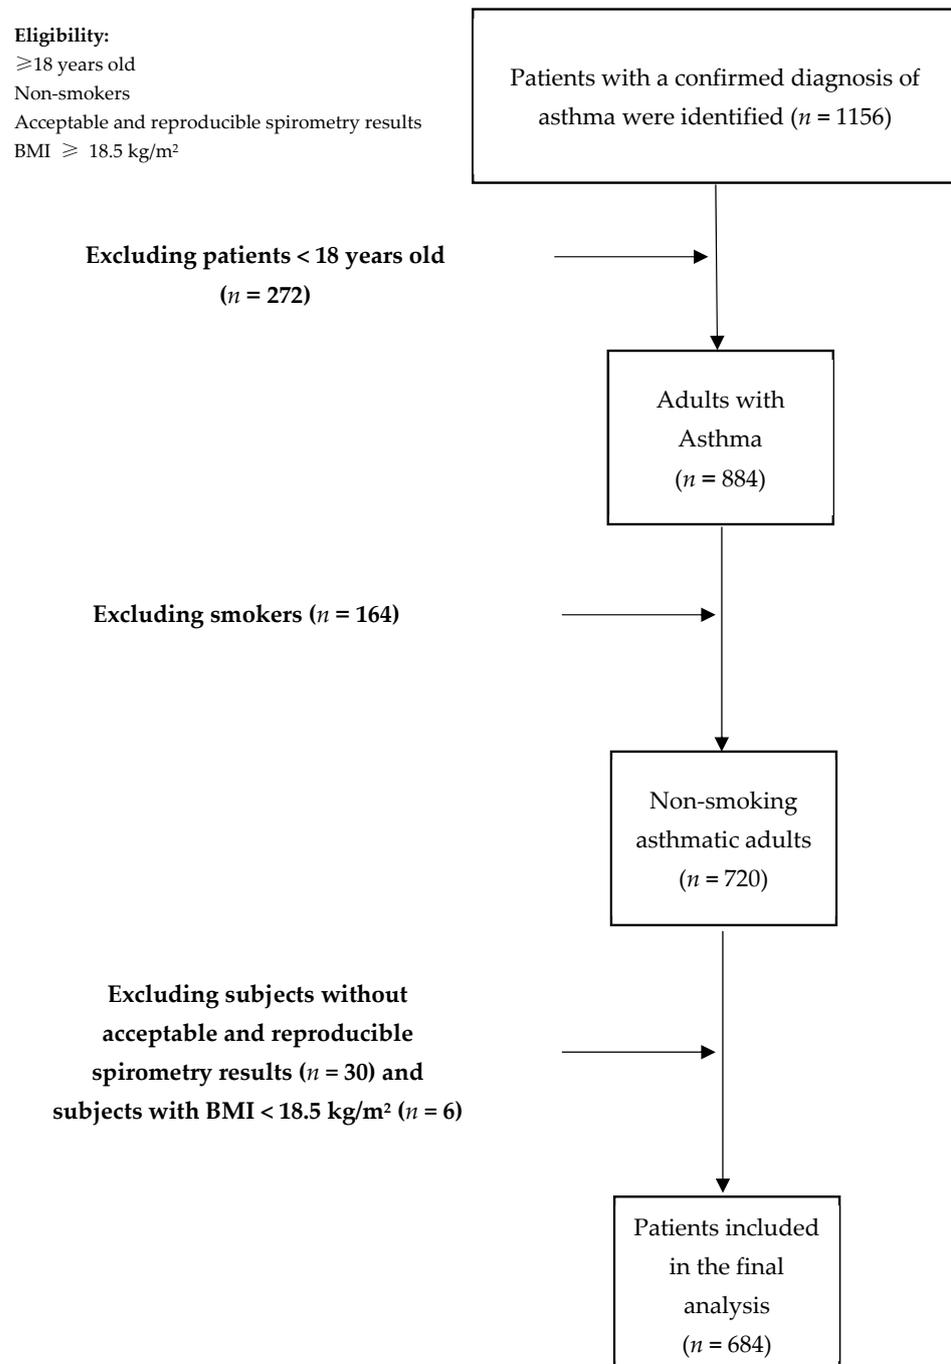 Eligibility:
⩾18 years old
Non-smokers
Acceptable and reproducible spirometry results
BMI ⩾ 18.5 kg/m²
Patients with a confirmed diagnosis of
asthma were identified (n = 1156)
Excluding patients < 18 years old
(n = 272)
Adults with
Asthma
(n = 884)
Excluding smokers (n = 164)
Non-smoking
asthmatic adults
(n = 720)
Excluding subjects without
acceptable and reproducible
spirometry results (n = 30) and
subjects with BMI < 18.5 kg/m² (n = 6)
Patients included
in the final
analysis
(n = 684)